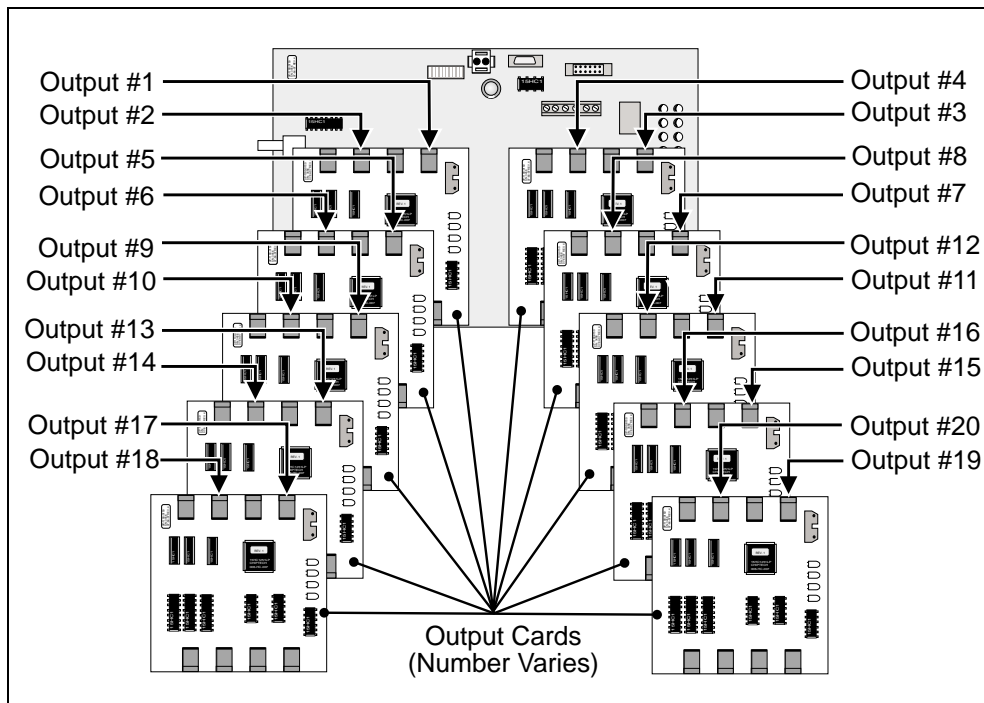 Output #1
Output #2
Output #5
Output #6
Output #9
Output #10
Output #13
Output #14
Output #17
Output #18
Output #4
Output #3
Output #8
Output #7
Output #12
Output #11
Output #16
Output #15
Output #20
Output #19
Output Cards
(Number Varies)